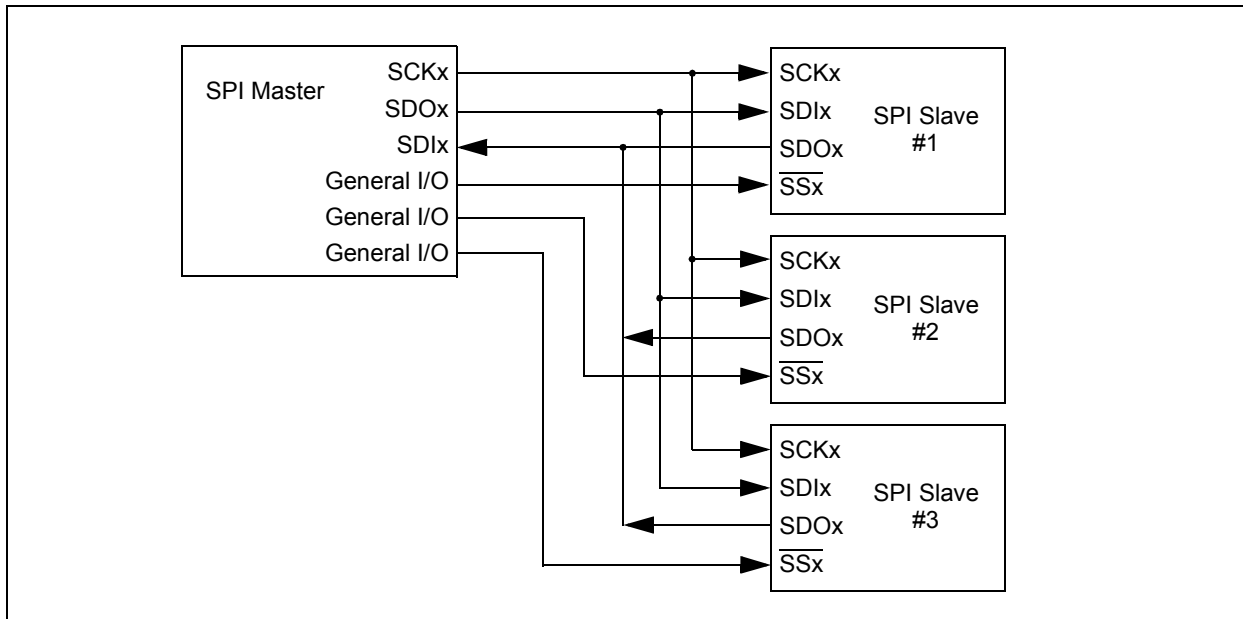 SPI Master
SCKx
SDOx
SDIx
General I/O
General I/O
General I/O
SCKx
SDIx
SDOx
SSx
SPI Slave
#1
SCKx
SDIx
SDOx
SSx
SPI Slave
#2
SCKx
SDIx
SDOx
SSx
SPI Slave
#3